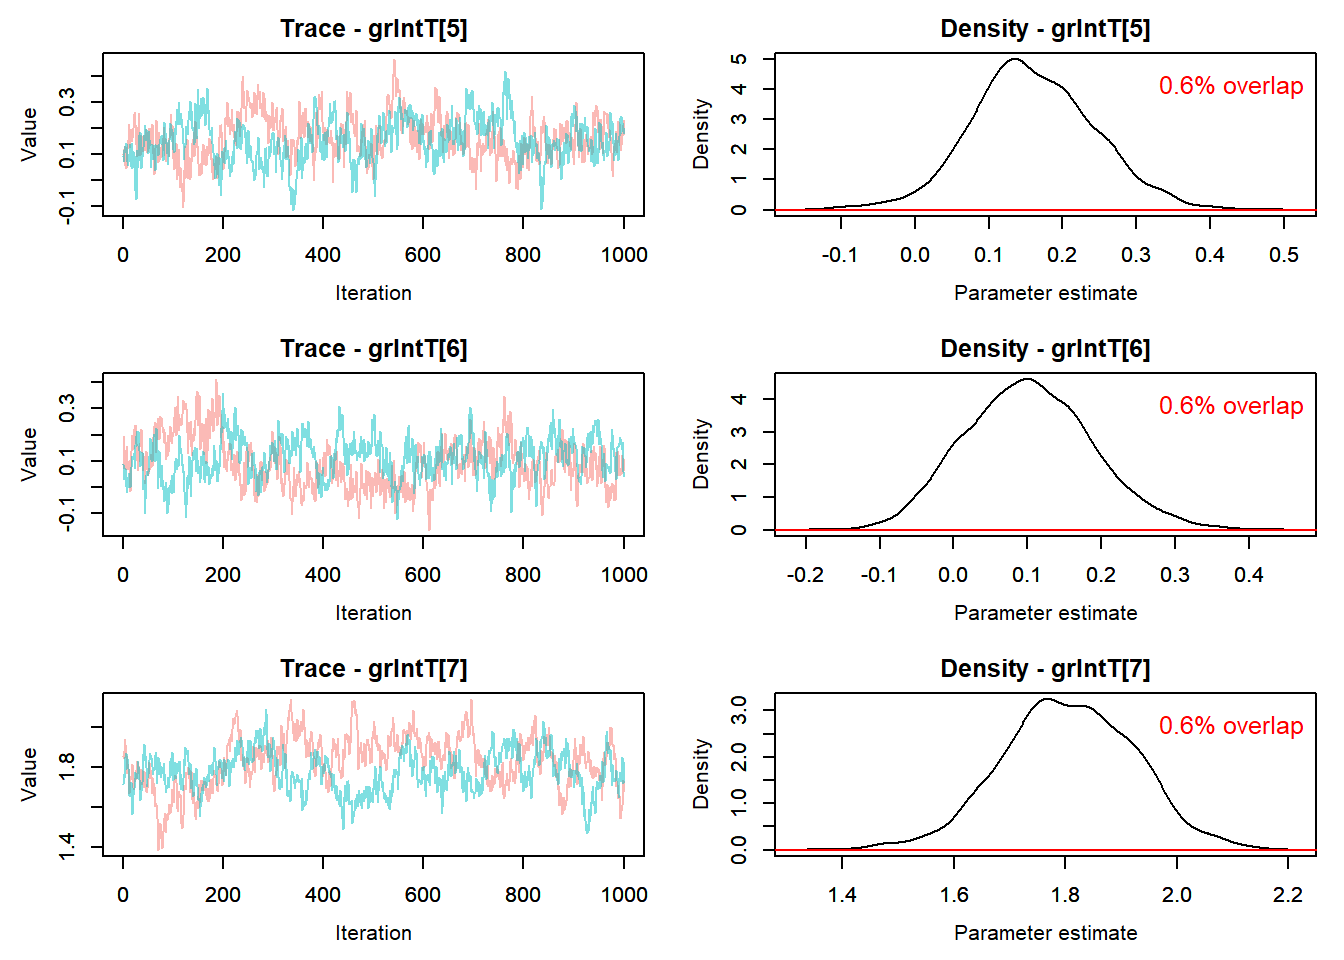 Trace - grIntT[5]
Value
-0.1 0.1 0.3
0 200 400 600 800 1000
Iteration
Density - grIntT[5]
0.6% overlap
Density
0 1 2 3 4 5
-0.1 0.0 0.1 0.2 0.3 0.4 0.5
Parameter estimate
Trace - grIntT[6]
Value
-0.1 0.1 0.3
0 200 400 600 800 1000
Iteration
Density - grIntT[6]
0.6% overlap
Density
0 1 2 3 4
-0.2 -0.1 0.0 0.1 0.2 0.3 0.4
Parameter estimate
Trace - grIntT[7]
Value
1.4 1.8
0 200 400 600 800 1000
Iteration
Density - grIntT[7]
0.6% overlap
Density
0.0 1.0 2.0 3.0
1.4 1.6 1.8 2.0 2.2
Parameter estimate